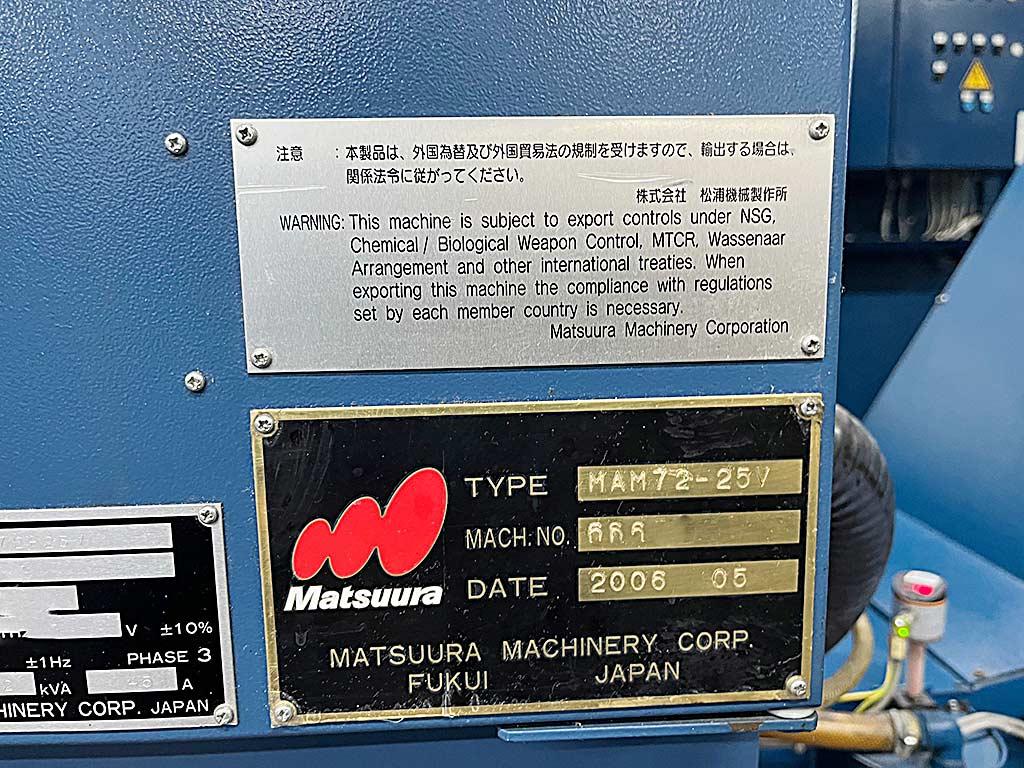 注意 : 本製品は、外国為替及び外国貿易法の規制を受けますので、輸出する場合は、
関係法令に従がってください。
株式会社 松浦機械製作所
WARNING: This machine is subject to export controls under NSG,
Chemical / Biological Weapon Control, MTCR, Wassenaar
Arrangement and other international treaties. When
exporting this machine the compliance with regulations
set by each member country is necessary.
Matsuura Machinery Corporation
Matsuura
TYPE MAM72-25V
MACH. NO. 666
DATE 2006 05
MATSUURA MACHINERY CORP.
FUKUI JAPAN
V ±10%
±1Hz PHASE 3
kVA A
HINERY CORP. JAPAN